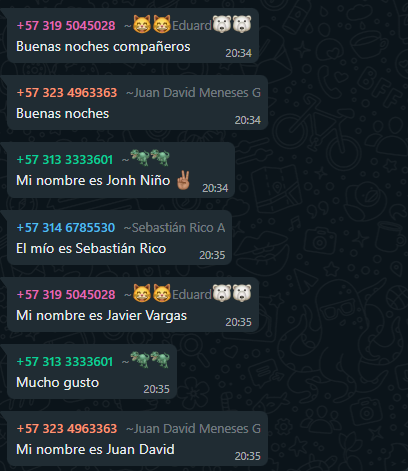 +57 319 5045028 ~😸😸Eduard🐻‍❄️🐻‍❄️
Buenas noches compañeros
20:34
+57 323 4963363 ~Juan David Meneses G
Buenas noches
20:34
+57 313 3333601 ~🦖🦖
Mi nombre es Jonh Niño ✌🏽
20:34
+57 314 6785530 ~Sebastián Rico A
El mío es Sebastián Rico
20:35
+57 319 5045028 ~😸😸Eduard🐻‍❄️🐻‍❄️
Mi nombre es Javier Vargas
20:35
+57 313 3333601 ~🦖🦖
Mucho gusto
20:35
+57 323 4963363 ~Juan David Meneses G
Mi nombre es Juan David
20:35